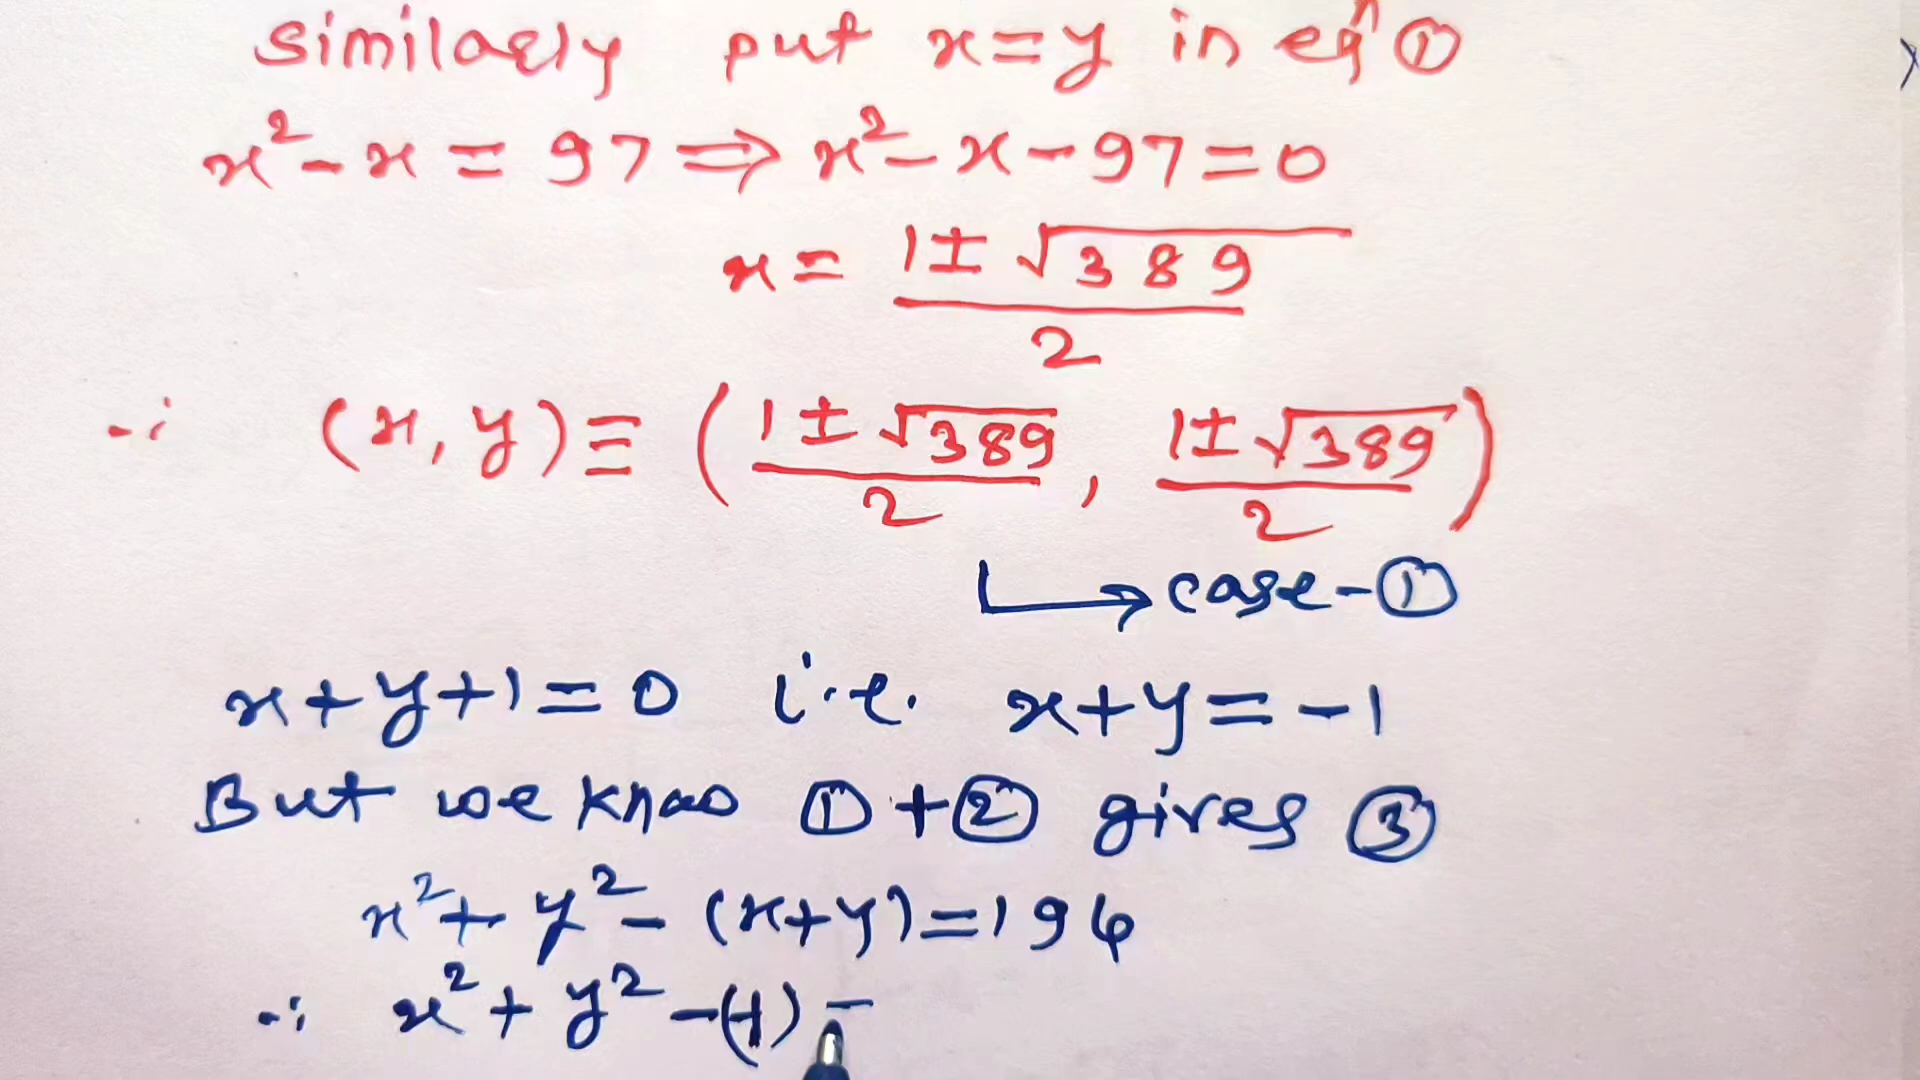 Similarly put x=y in eqⁿ ①
x²-x=97⇒x²-x-97=0
x= (1±√389)/2
∴ (x,y)≡((1±√389)/2, (1±√389)/2)
↳case-①
x+y+1=0 i.e. x+y=-1
But we know ①+② gives ③
x²+y²-(x+y)=194
∴ x²+y²-(-1)=